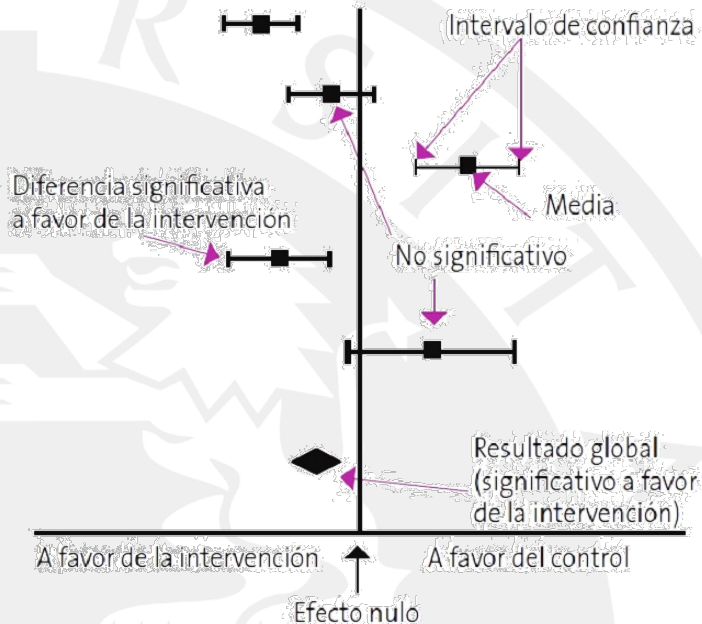 Intervalo de confianza
Diferencia significativa
a favor de la intervención
Media
No significativo
Resultado global
(significativo a favor
de la intervención)
A favor de la intervención
A favor del control
Efecto nulo